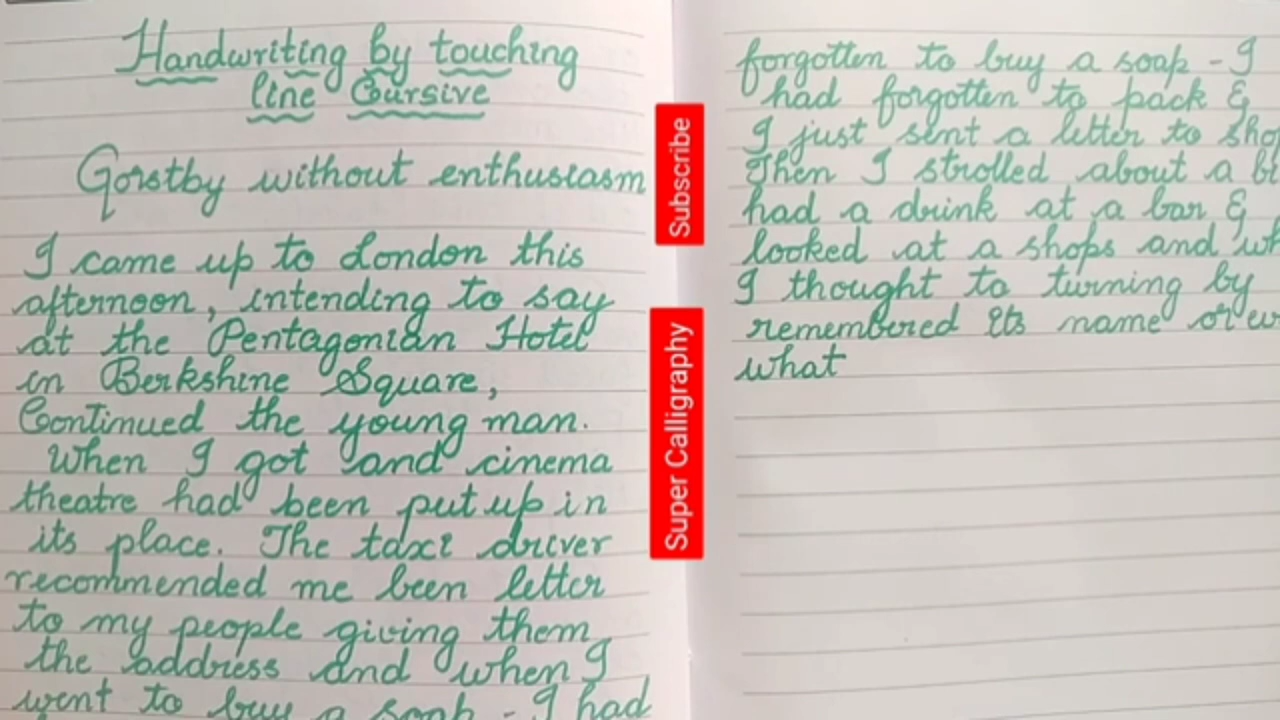 Handwriting by touching
line Cursive
Gorstby without enthusiasm
I came up to London this
afternoon, intending to say
at the Pentagonian Hotel
in Berkshine Square,
Continued the young man.
When I got and cinema
theatre had been put up in
its place. The taxi driver
recommended me been letter
to my people giving them
the address and when I
went to buy a soap - I had
forgotten to buy a soap - I
had forgotten to pack &
I just sent a letter to sho
Then I strolled about a bi
had a drink at a bar &
looked at a shops and wh
I thought to turning by
remembered its name or ev
what
Subscribe
Super Calligraphy